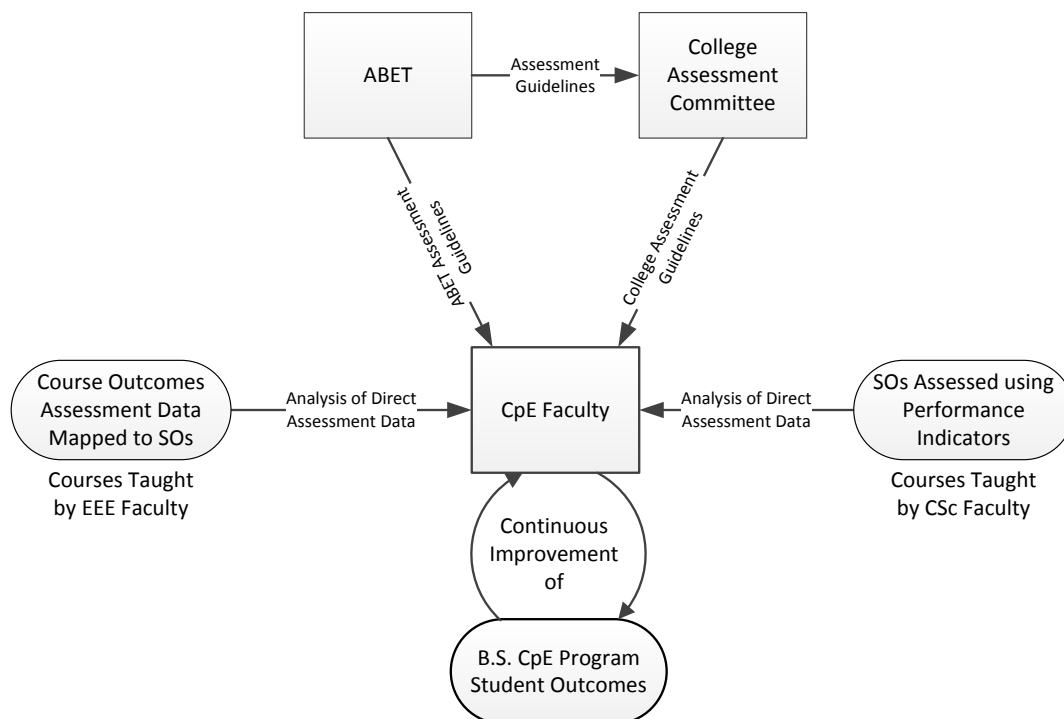 ABET
Assessment
Guidelines
College
Assessment
Committee
ABET Assessment
Guidelines
College Assessment
Guidelines
Course Outcomes
Assessment Data
Mapped to SOs
Courses Taught
by EEE Faculty
Analysis of Direct
Assessment Data
CpE Faculty
Analysis of Direct
Assessment Data
SOs Assessed using
Performance
Indicators
Courses Taught
by CSc Faculty
Continuous
Improvement
of
B.S. CpE Program
Student Outcomes